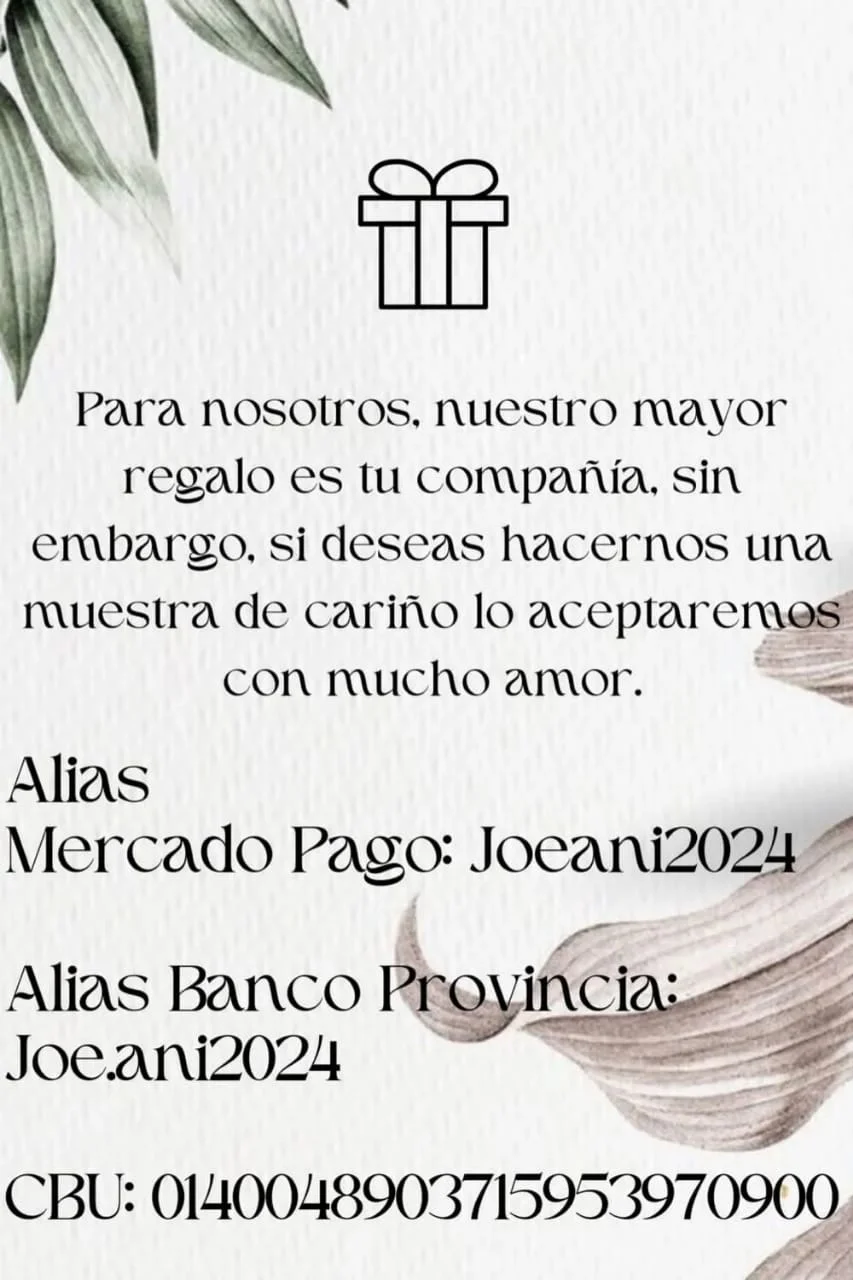 Para nosotros, nuestro mayor
regalo es tu compañía, sin
embargo, si deseas hacernos una
muestra de cariño lo aceptaremos
con mucho amor.
Alias
Mercado Pago: Joeani2024
Alias Banco Provincia:
Joe.ani2024
CBU: 0140048903715953970900